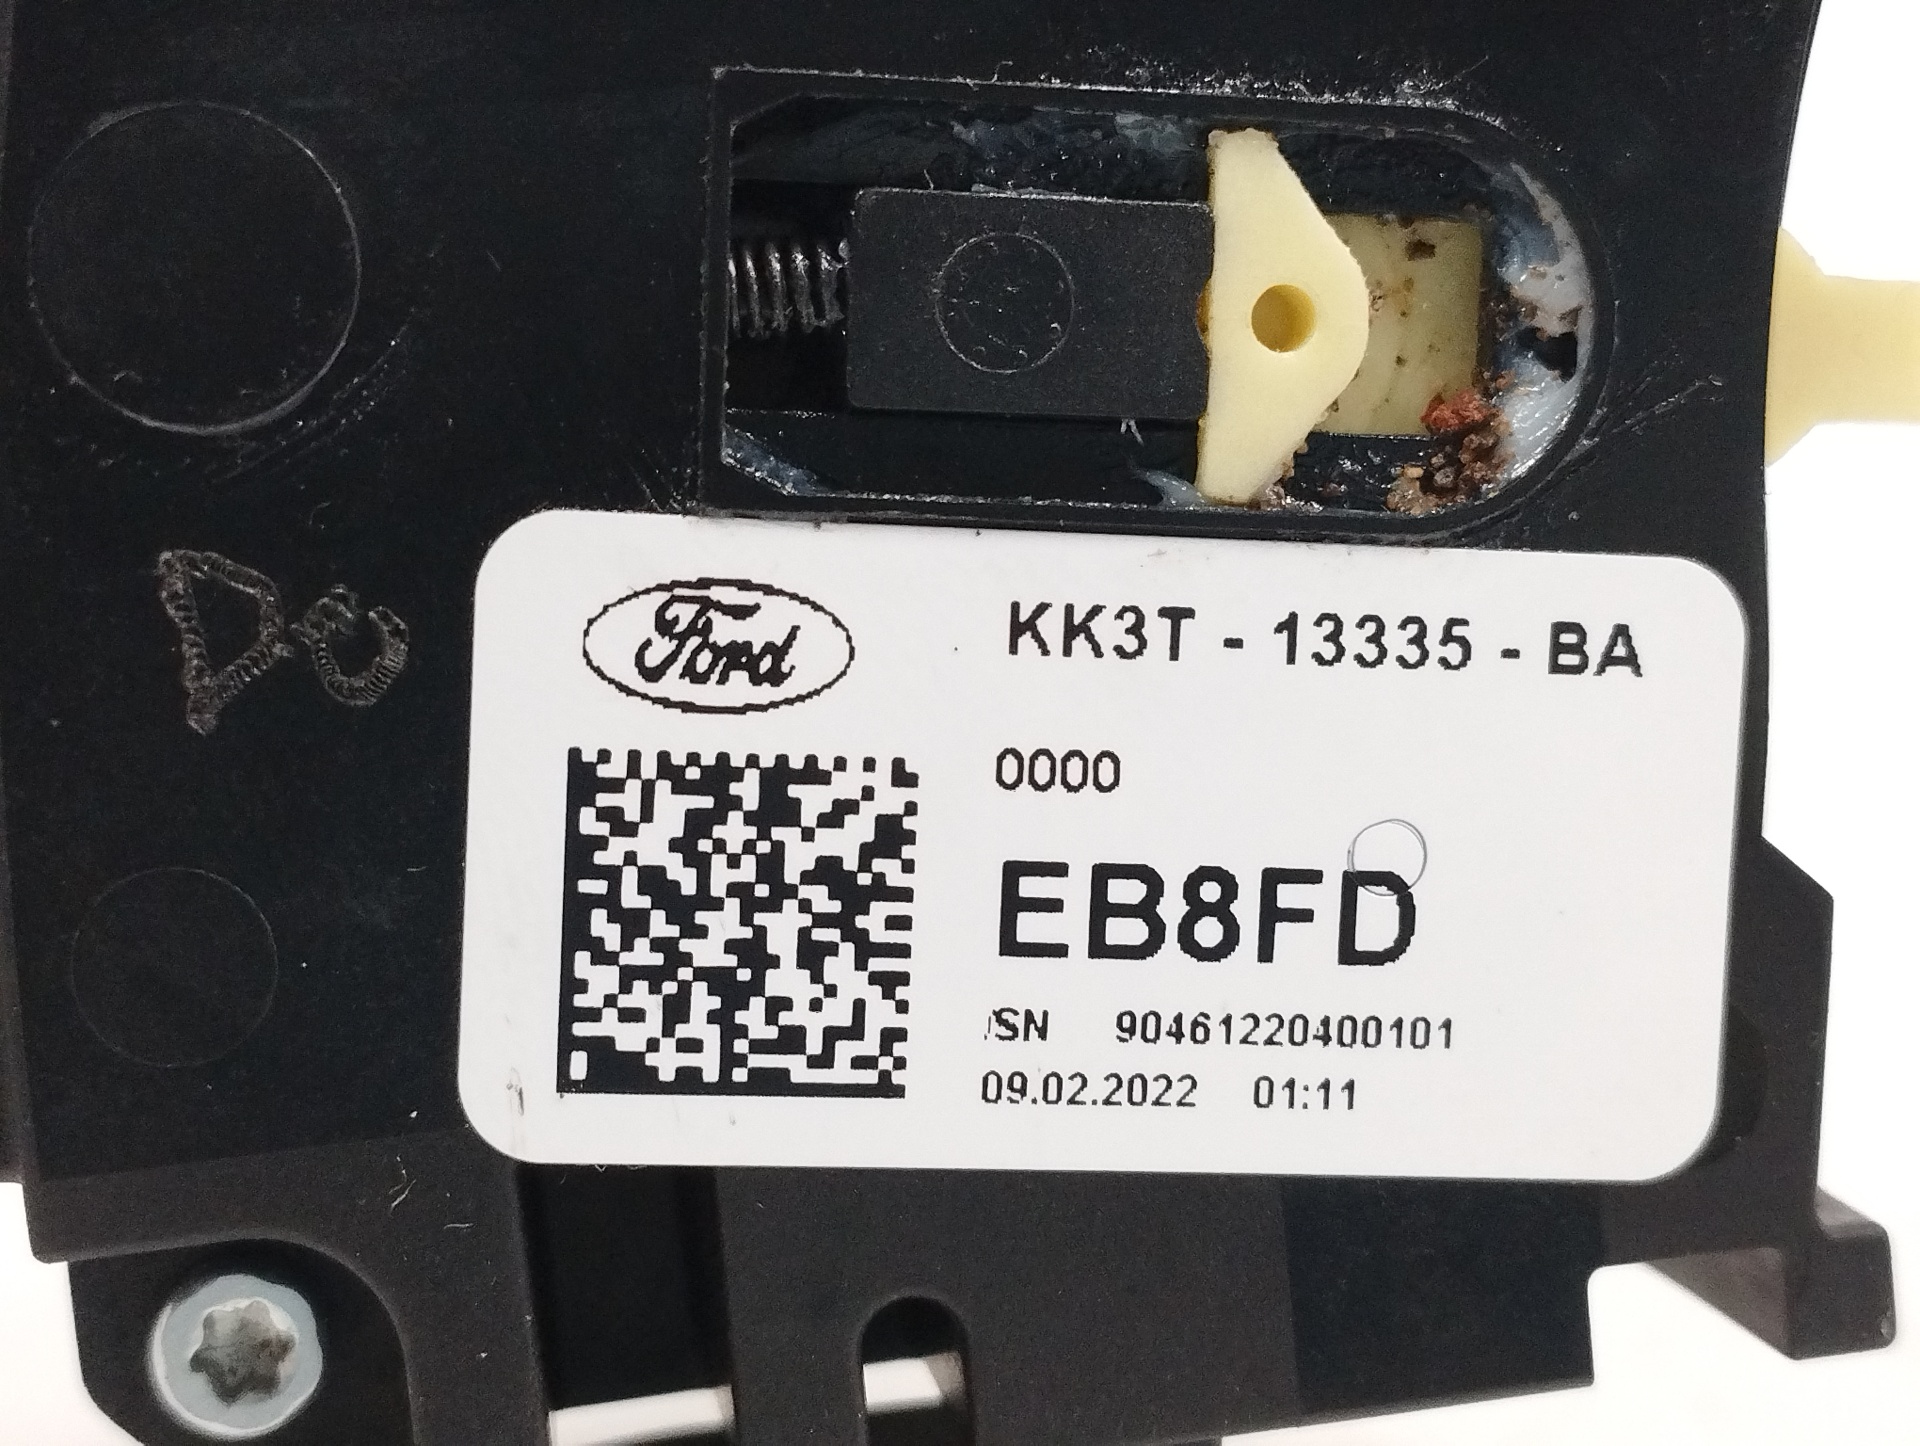 DC
Ford
KK3T - 13335 - BA
0000
EB8FD
SN 90461220400101
09.02.2022 01:11